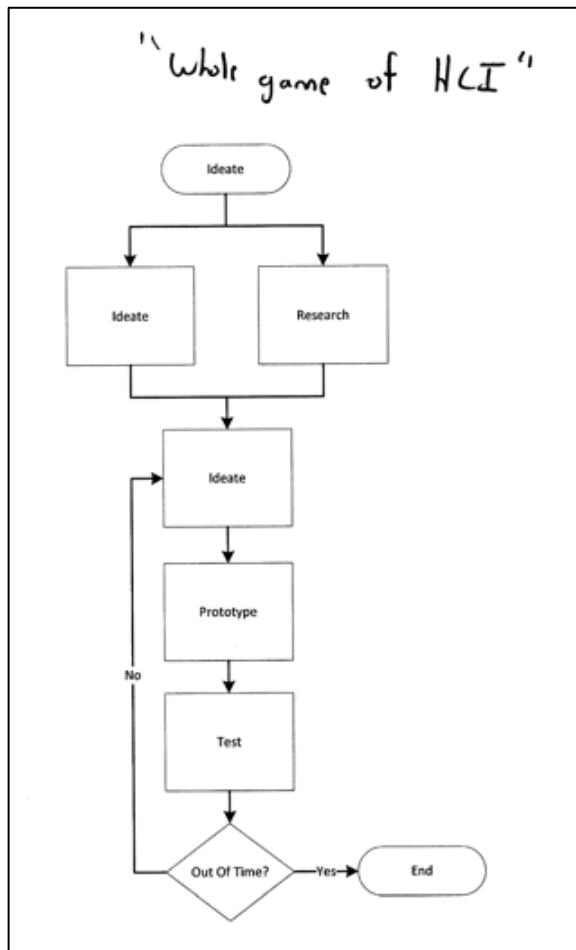 "Whole game of HCI"
Ideate
Ideate
Research
Ideate
Prototype
No
Test
Out Of Time?
Yes
End